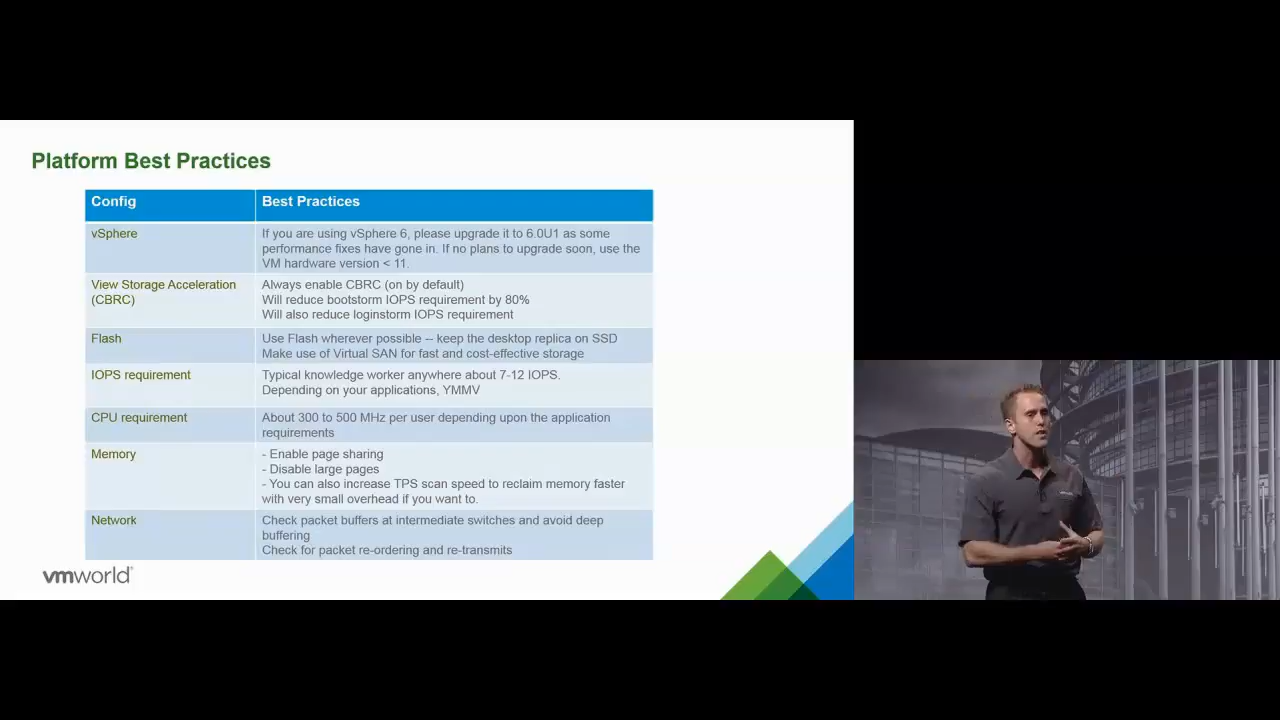 Platform Best Practices
Config
Best Practices
vSphere
If you are using vSphere 6, please upgrade it to 6.0U1 as some
performance fixes have gone in. If no plans to upgrade soon, use the
VM hardware version < 11.
View Storage Acceleration
(CBRC)
Always enable CBRC (on by default)
Will reduce bootstorm IOPS requirement by 80%
Will also reduce loginstorm IOPS requirement
Flash
Use Flash wherever possible -- keep the desktop replica on SSD
Make use of Virtual SAN for fast and cost-effective storage
IOPS requirement
Typical knowledge worker anywhere about 7-12 IOPS.
Depending on your applications, YMMV
CPU requirement
About 300 to 500 MHz per user depending upon the application
requirements
Memory
- Enable page sharing
- Disable large pages
- You can also increase TPS scan speed to reclaim memory faster
with very small overhead if you want to.
Network
Check packet buffers at intermediate switches and avoid deep
buffering
Check for packet re-ordering and re-transmits
vmworld®